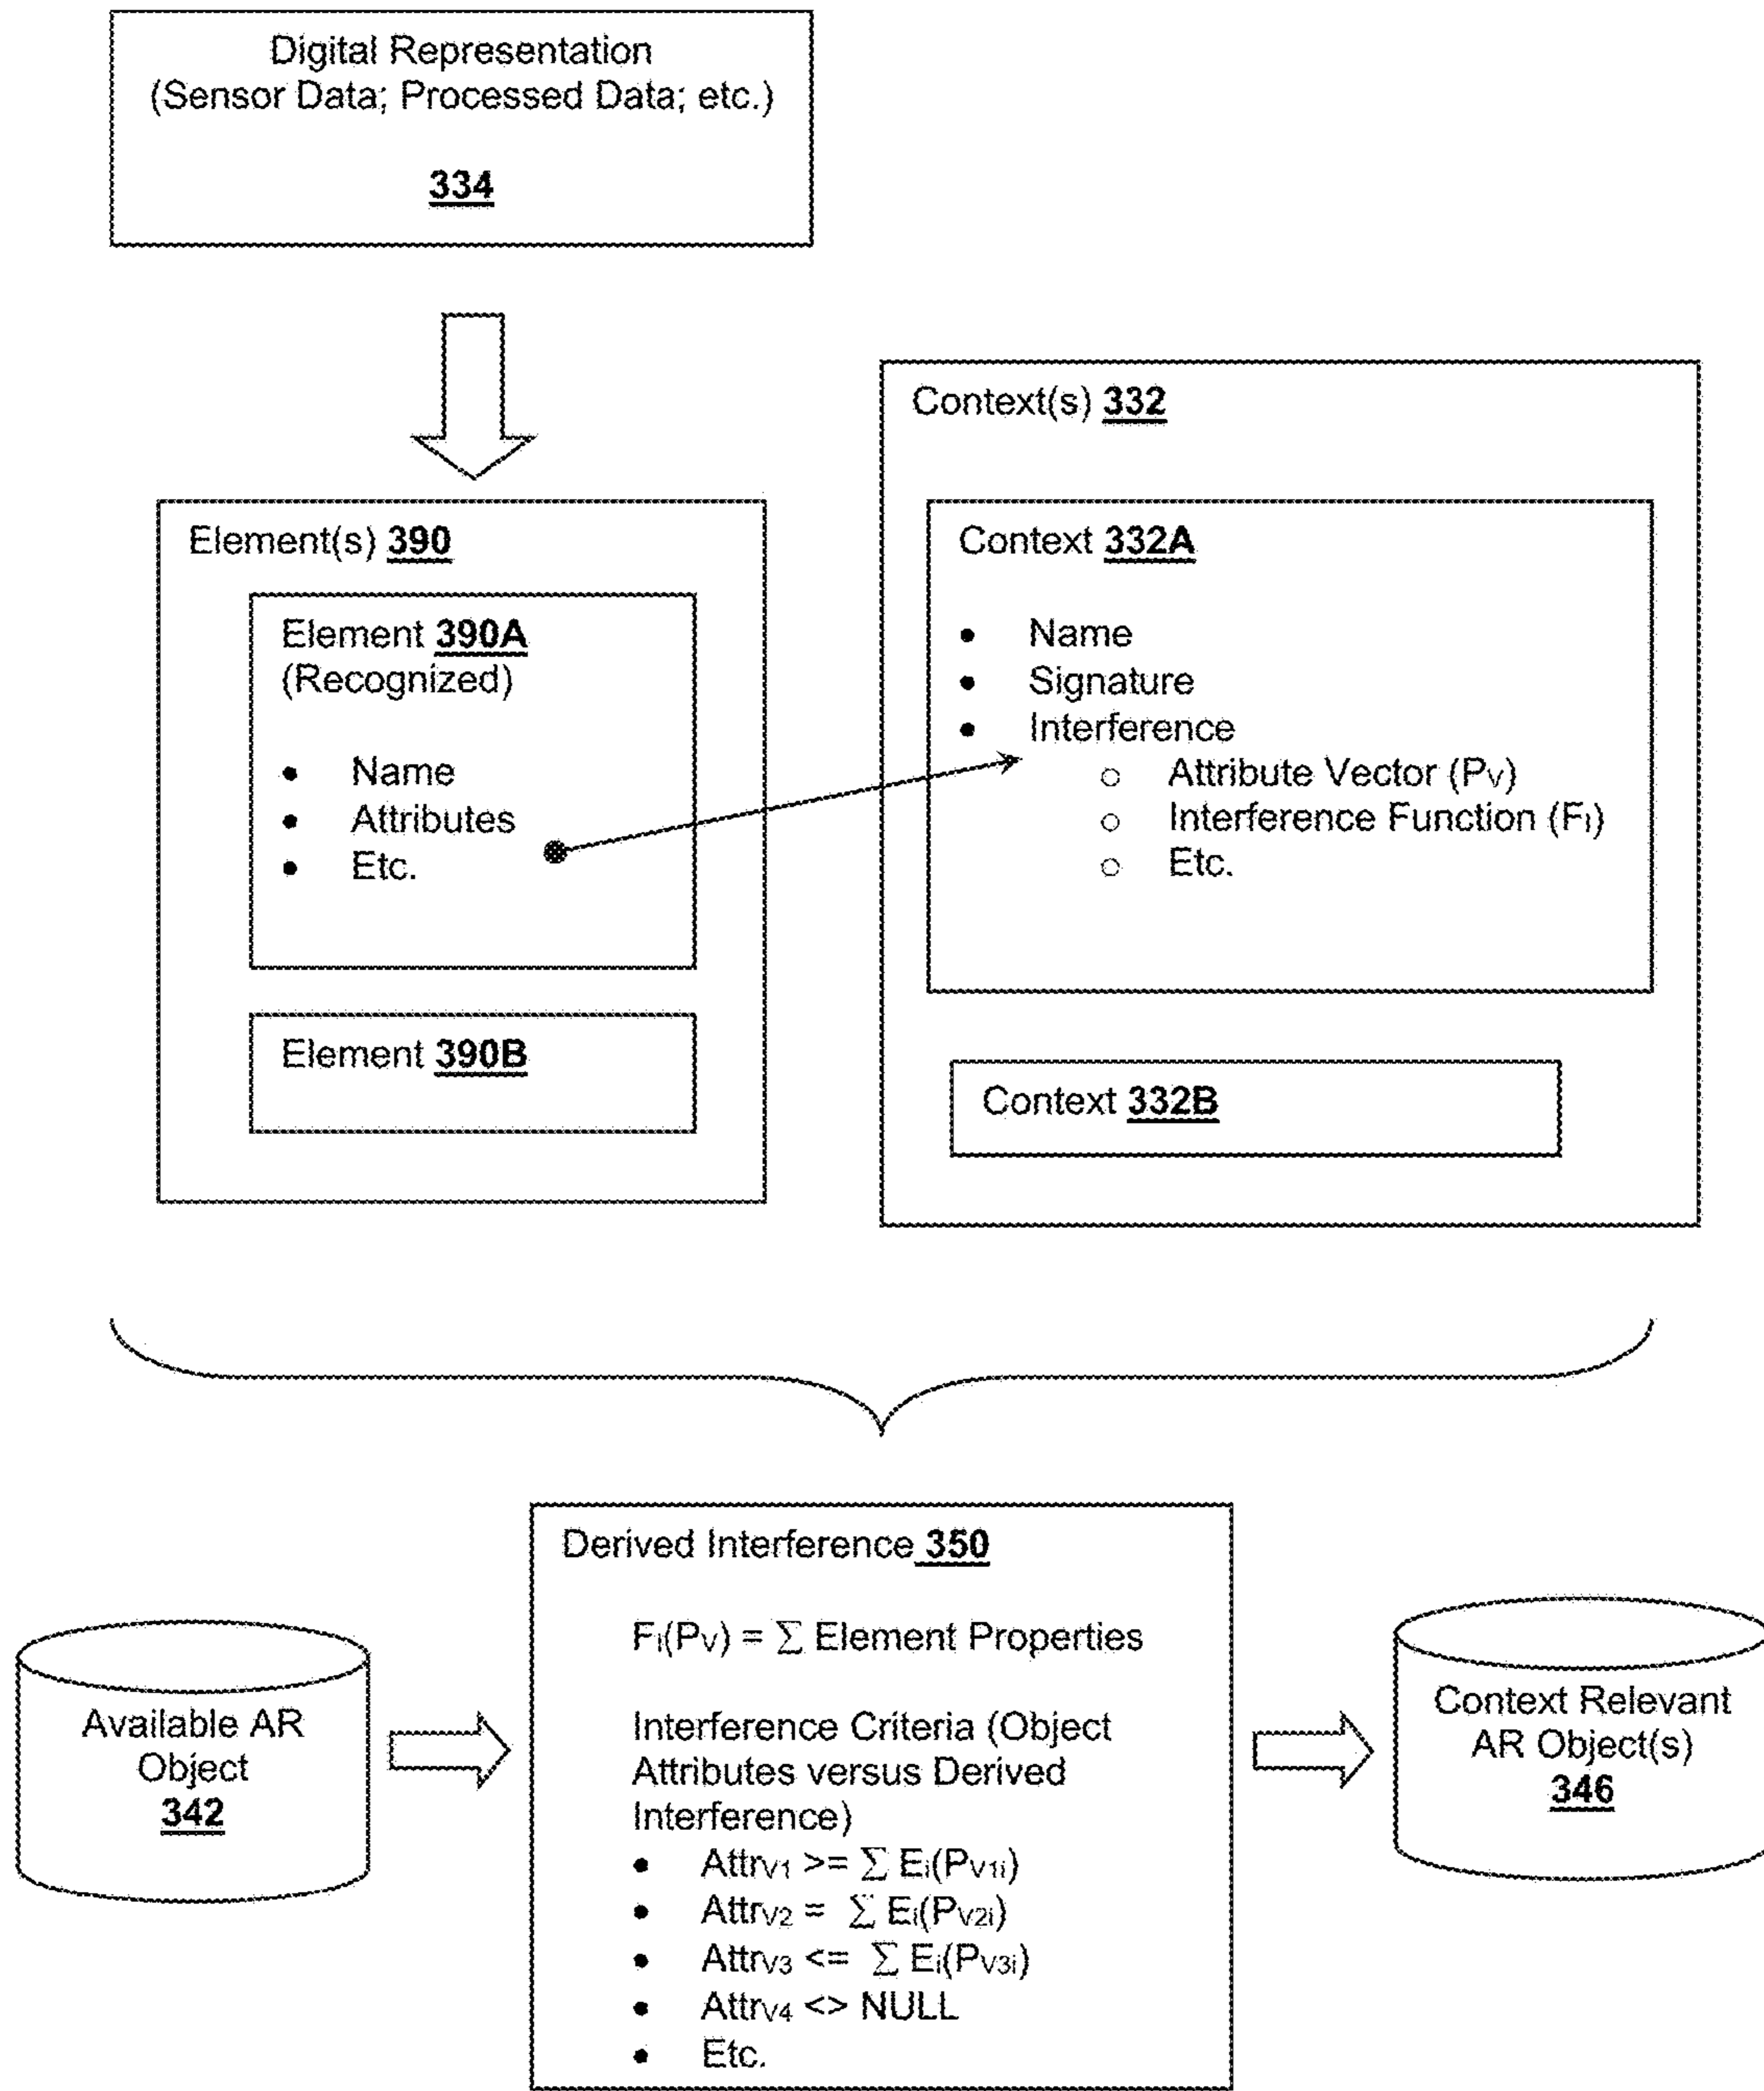 Digital Representation
(Sensor Data; Processed Data; etc.)
334
Element(s) 390
Element 390A
(Recognized)
• Name
• Attributes
• Etc.
Element 390B
Context(s) 332
Context 332A
• Name
• Signature
• Interference
○ Attribute Vector (PV)
○ Interference Function (FI)
○ Etc.
Context 332B
Available AR
Object
342
Derived Interference 350
Fi(PV) = ∑ Element Properties
Interference Criteria (Object
Attributes versus Derived
Interference)
• AttrV1 >= ∑ Ei(PV1i)
• AttrV2 = ∑ Ei(PV2i)
• AttrV3 <= ∑ Ei(PV3i)
• AttrV4 <> NULL
• Etc.
Context Relevant
AR Object(s)
346